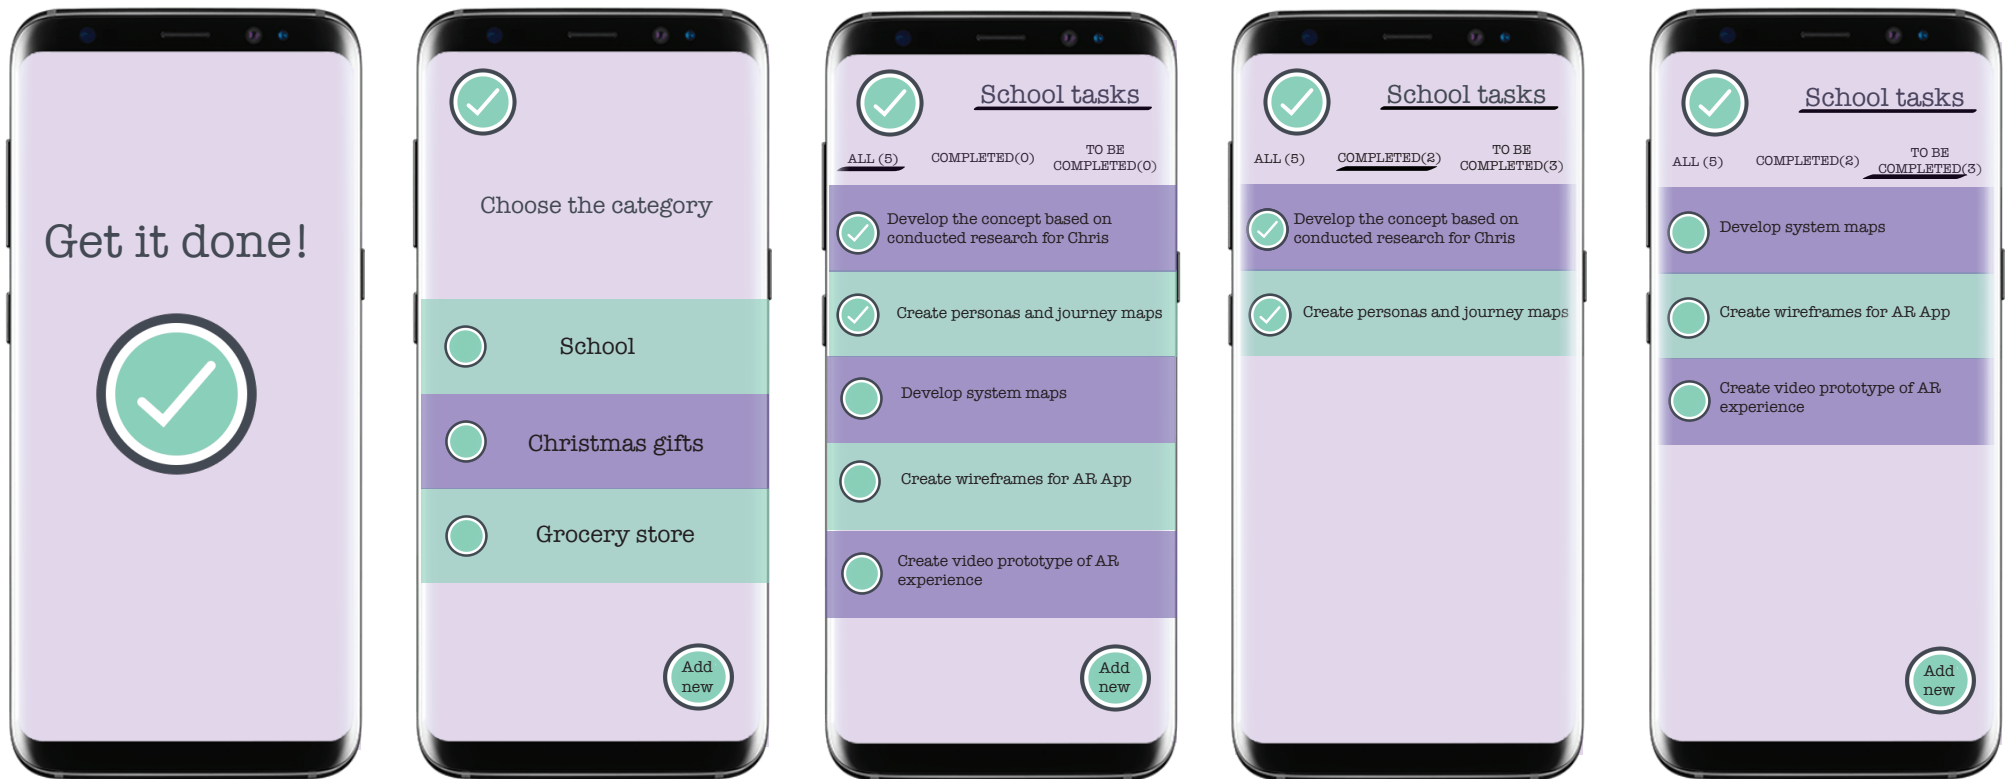 Get it done!
Choose the category
School
Christmas gifts
Grocery store
Add
new
School tasks
ALL (5)
COMPLETED(0)
TO BE
COMPLETED(0)
Develop the concept based on
conducted research for Chris
Create personas and journey maps
Develop system maps
Create wireframes for AR App
Create video prototype of AR
experience
Add
new
School tasks
ALL (5)
COMPLETED(2)
TO BE
COMPLETED(3)
Develop the concept based on
conducted research for Chris
Create personas and journey maps
School tasks
ALL (5)
COMPLETED(2)
TO BE
COMPLETED(3)
Develop system maps
Create wireframes for AR App
Create video prototype of AR
experience
Add
new